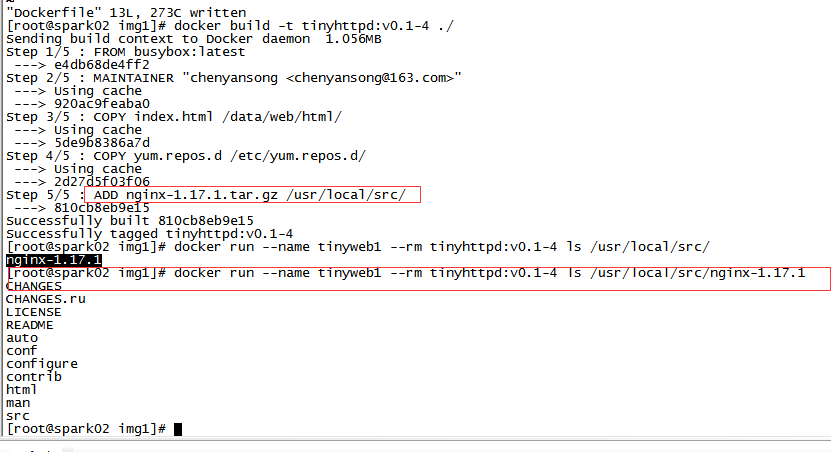 "Dockerfile" 13L, 273C written
[root@spark02 img1]# docker build -t tinyhttpd:v0.1-4 ./
Sending build context to Docker daemon  1.056MB
Step 1/5 : FROM busybox:latest
 ---> e4db68de4ff2
Step 2/5 : MAINTAINER "chenyansong <chenyansong@163.com>"
 ---> Using cache
 ---> 920ac9feaba0
Step 3/5 : COPY index.html /data/web/html/
 ---> Using cache
 ---> 5de9b8386a7d
Step 4/5 : COPY yum.repos.d /etc/yum.repos.d/
 ---> Using cache
 ---> 2d27d5f03f06
Step 5/5 : ADD nginx-1.17.1.tar.gz /usr/local/src/
 ---> 810cb8eb9e15
Successfully built 810cb8eb9e15
Successfully tagged tinyhttpd:v0.1-4
[root@spark02 img1]# docker run --name tinyweb1 --rm tinyhttpd:v0.1-4 ls /usr/local/src/
nginx-1.17.1
[root@spark02 img1]# docker run --name tinyweb1 --rm tinyhttpd:v0.1-4 ls /usr/local/src/nginx-1.17.1
CHANGES
CHANGES.ru
LICENSE
README
auto
conf
configure
contrib
html
man
src
[root@spark02 img1]#